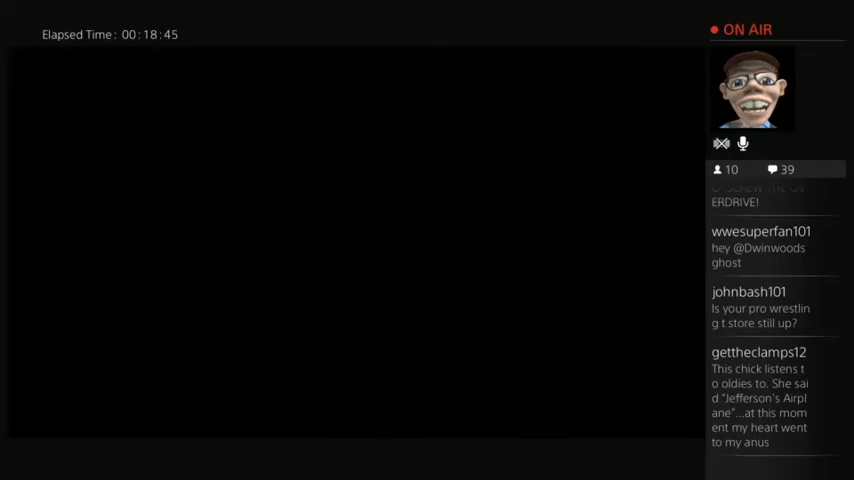 Elapsed Time: 00:18:45
ON AIR
10 39
ERDRIVE!
wwesuperfan101
hey @Dwinwoods
ghost
johnbash101
Is your pro wrestlin
g t store still up?
gettheclamps12
This chick listens t
o oldies to. She sai
d "Jefferson's Airpl
ane"...at this mom
ent my heart went
to my anus